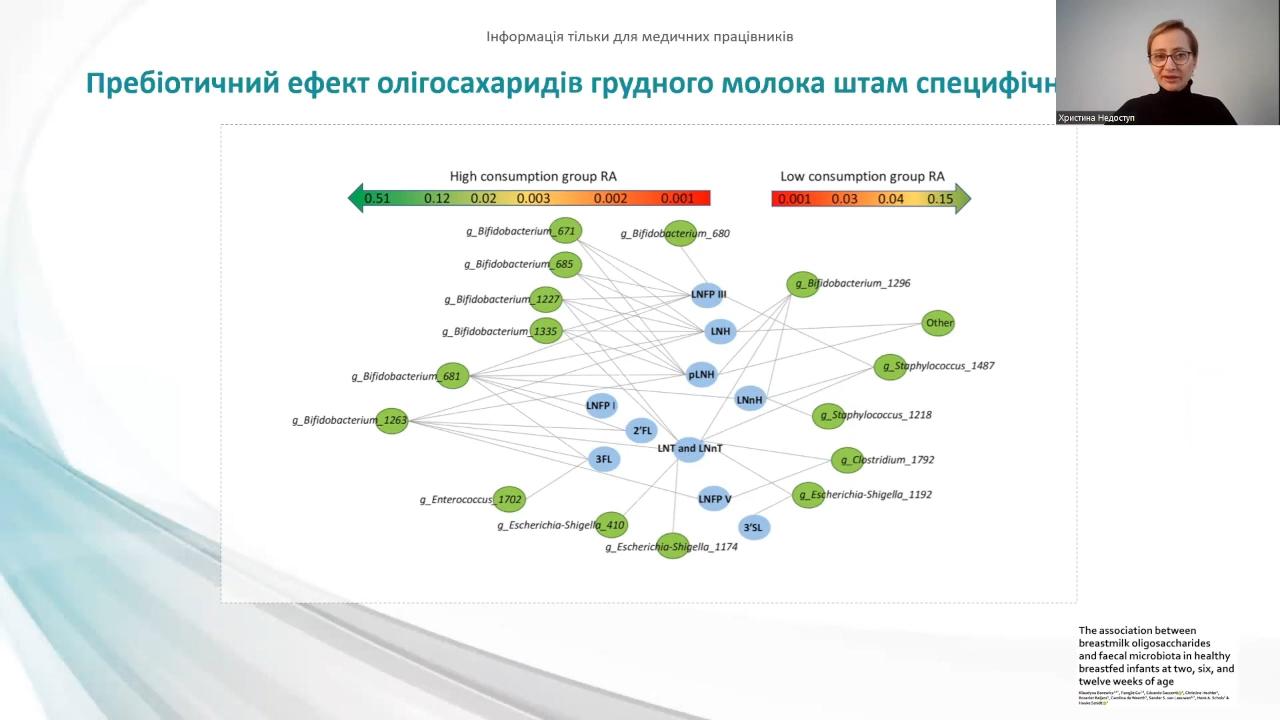 Інформація тільки для медичних працівників
Пребіотичний ефект олігосахаридів грудного молока штам специфічн
Христина Недоступ
High consumption group RA
Low consumption group RA
0.51 0.12 0.02 0.003 0.002 0.001
0.001 0.03 0.04 0.15
g_Bifidobacterium_671
g_Bifidobacterium_680
g_Bifidobacterium_685
g_Bifidobacterium_1296
LNFP III
g_Bifidobacterium_1227
Other
g_Bifidobacterium_1335
LNH
g_Staphylococcus_1487
g_Bifidobacterium_681
pLNH
LNnH
LNFP I
g_Staphylococcus_1218
g_Bifidobacterium_1263
2'FL
LNT and LNnT
3FL
g_Clostridium_1792
g_Escherichia-Shigella_1192
g_Enterococcus_1702
LNFP V
g_Escherichia-Shigella_410
3'SL
g_Escherichia-Shigella_1174
The association between
breastmilk oligosaccharides
and faecal microbiota in healthy
breastfed infants at two, six, and
twelve weeks of age